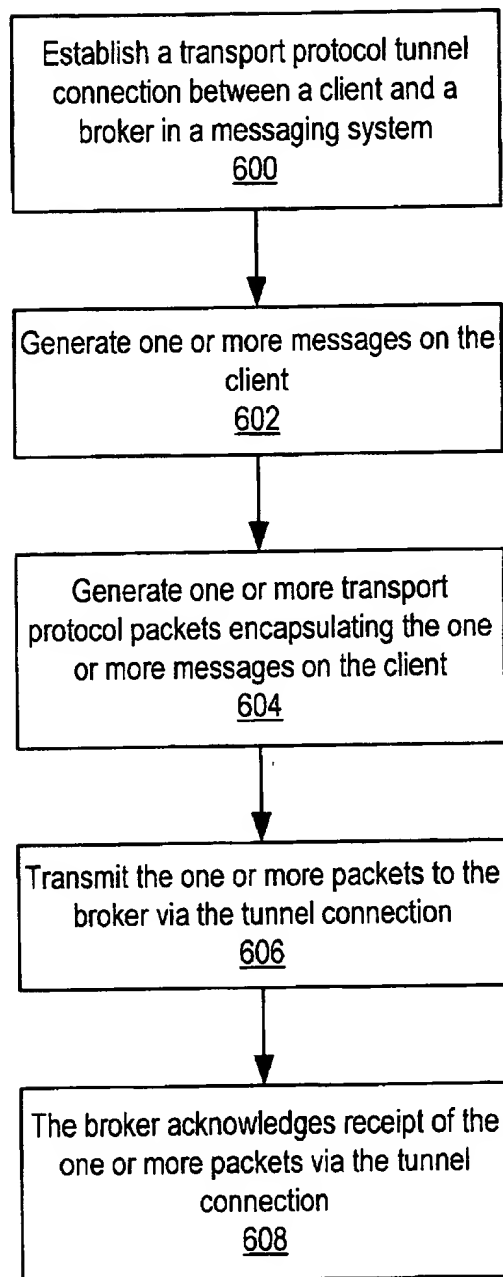 Establish a transport protocol tunnel
connection between a client and a
broker in a messaging system
600
Generate one or more messages on the
client
602
Generate one or more transport
protocol packets encapsulating the one
or more messages on the client
604
Transmit the one or more packets to the
broker via the tunnel connection
606
The broker acknowledges receipt of the
one or more packets via the tunnel
connection
608